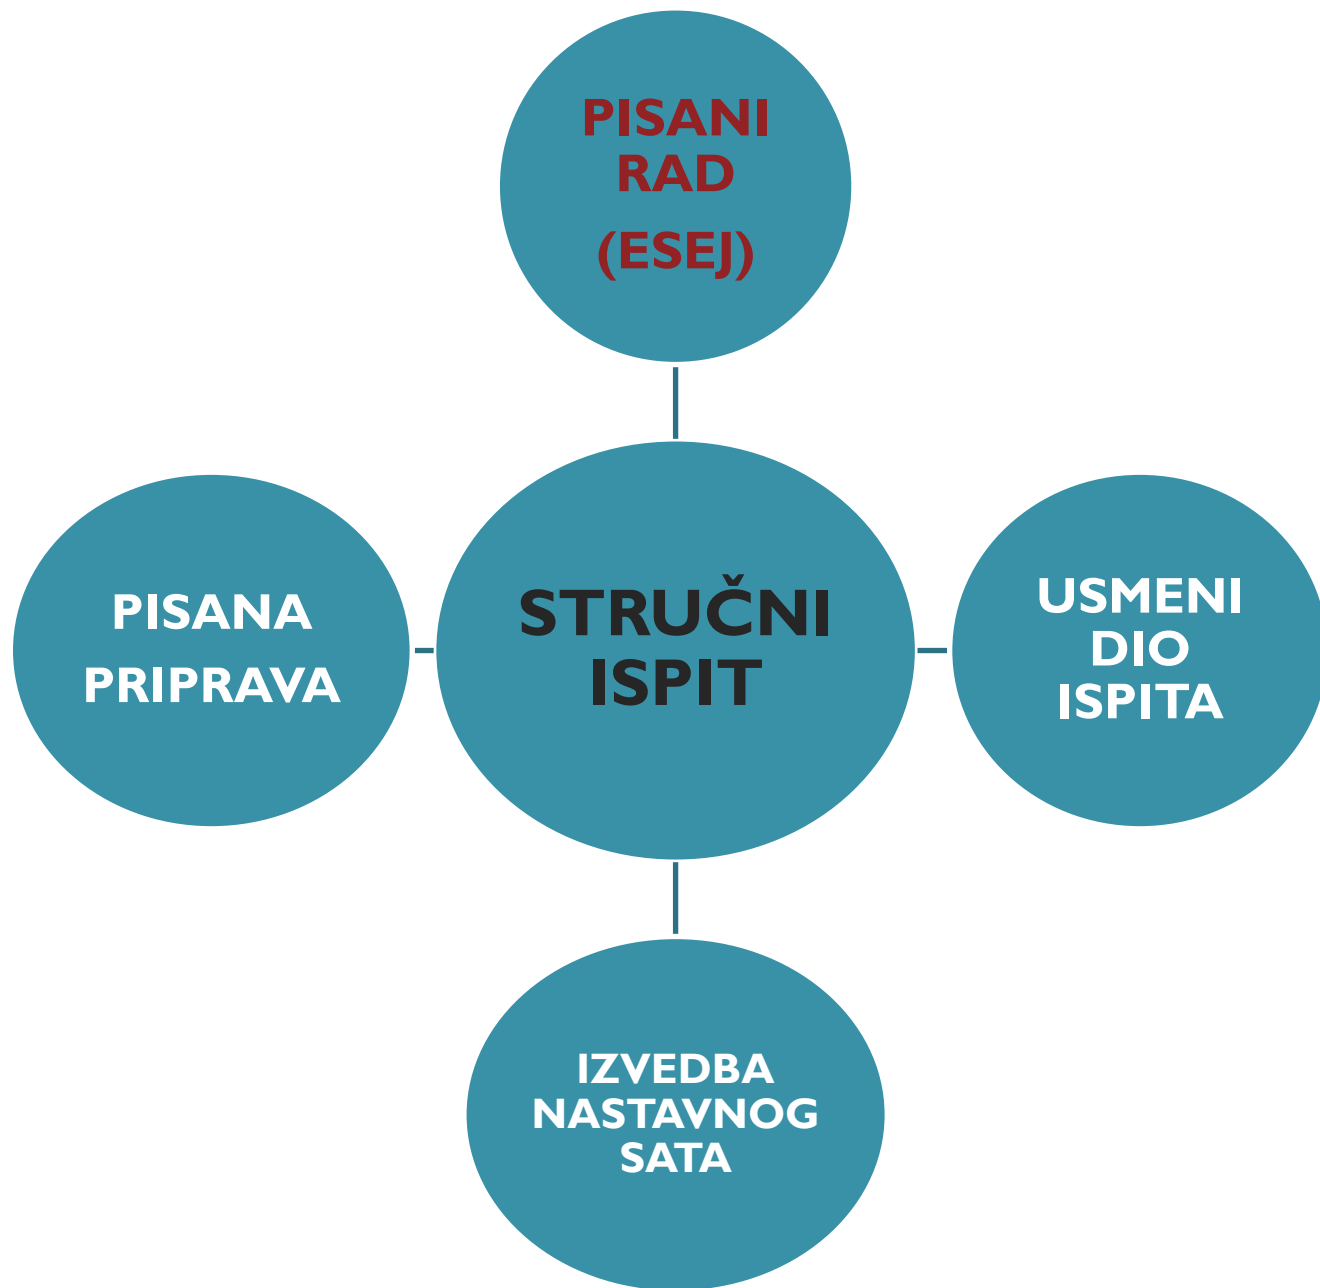 PISANI
RAD
(ESEJ)
PISANA
PRIPRAVA
STRUČNI
ISPIT
USMENI
DIO
ISPITA
IZVEDBA
NASTAVNOG
SATA